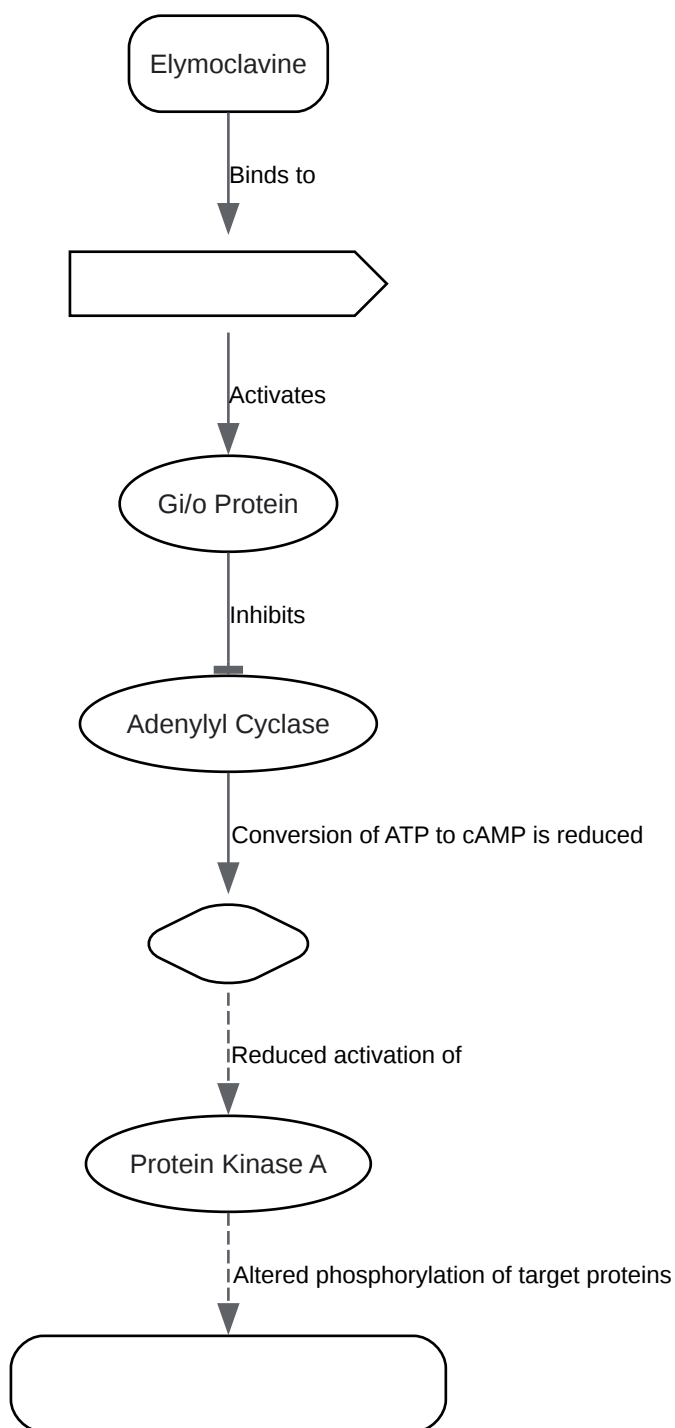 Elymoclavine
Binds to
Activates
Gi/o Protein
Inhibits
Adenylyl Cyclase
Conversion of ATP to cAMP is reduced
Reduced activation of
Protein Kinase A
Altered phosphorylation of target proteins